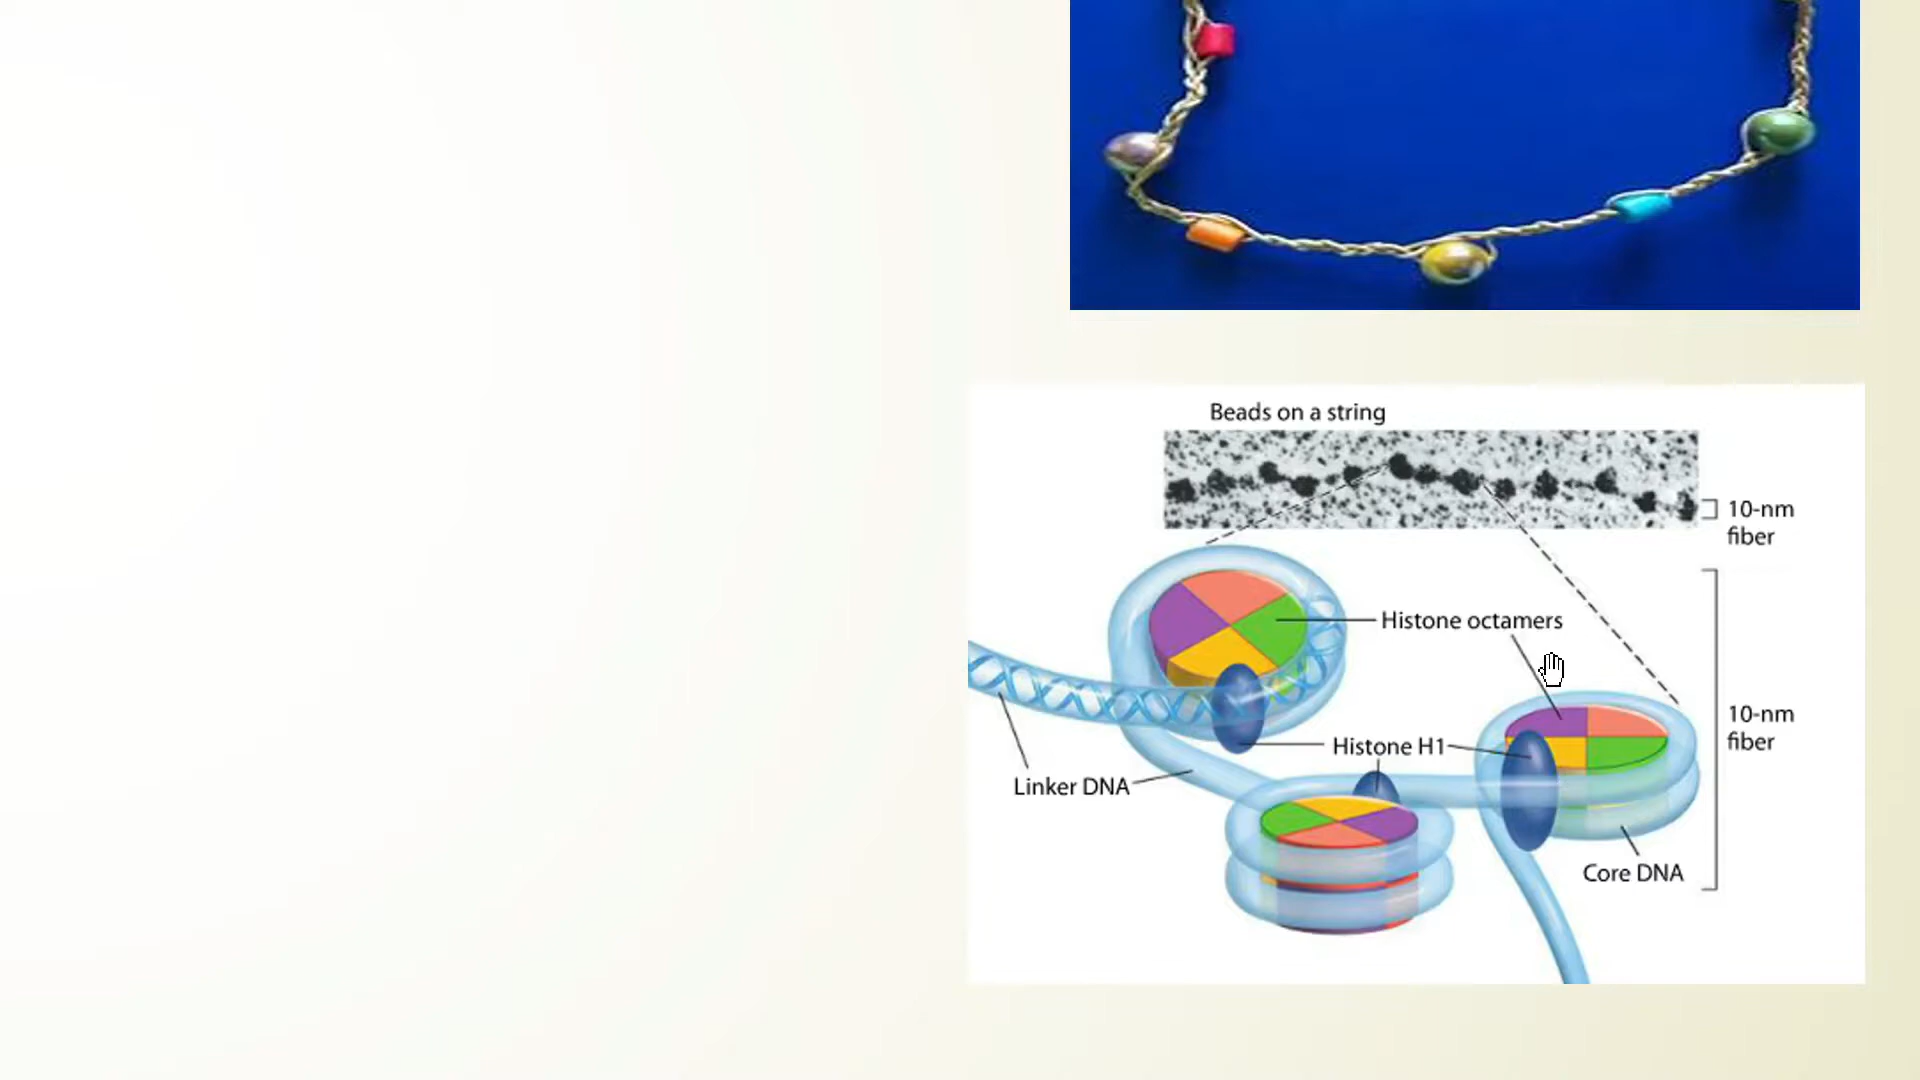 Beads on a string
10-nm
fiber
Histone octamers
10-nm
fiber
Histone H1
Linker DNA
Core DNA